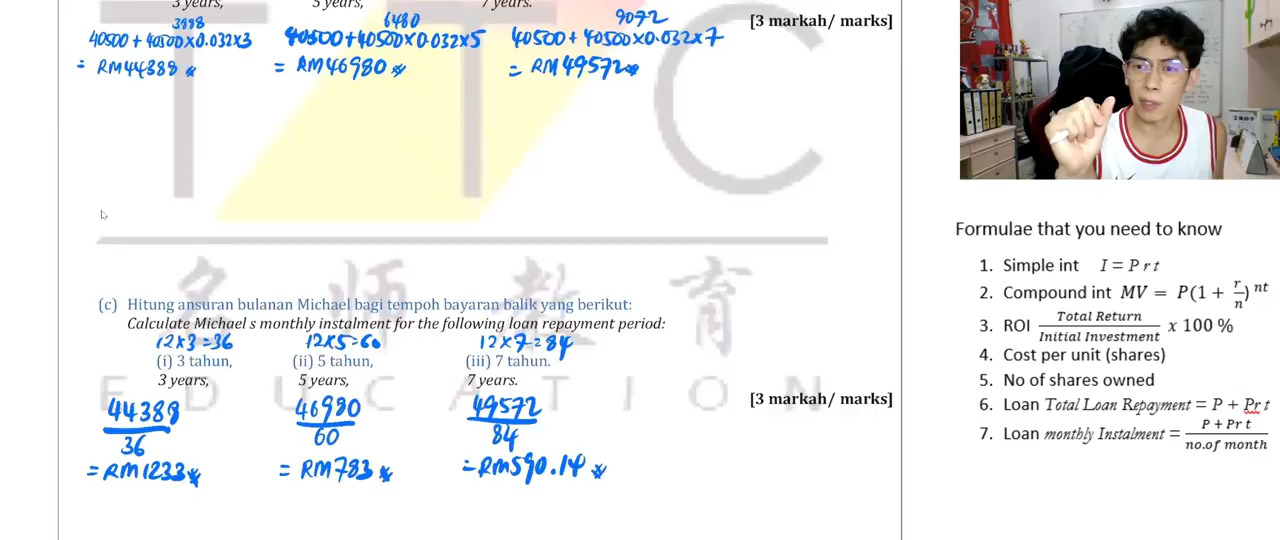 3 years,
5 years,
7 years.
3888
6480
9072
[3 markah/ marks]
40500 + 40500 × 0.032 × 3
40500 + 40500 × 0.032 × 5
40500 + 40500 × 0.032 × 7
= RM44388
= RM46980
= RM49572
TTC
名師教育
EDUCATION
(c) Hitung ansuran bulanan Michael bagi tempoh bayaran balik yang berikut:
Calculate Michael s monthly instalment for the following loan repayment period:
12 × 3 = 36
12 × 5 = 60
12 × 7 = 84
(i) 3 tahun,
(ii) 5 tahun,
(iii) 7 tahun.
3 years,
5 years,
7 years.
[3 markah/ marks]
44388
36
= RM1233
46980
60
= RM783
49572
84
= RM590.14
Formulae that you need to know
1. Simple int I = P r t
2. Compound int MV = P(1 + r/n)^nt
3. ROI Total Return / Initial Investment x 100 %
4. Cost per unit (shares)
5. No of shares owned
6. Loan Total Loan Repayment = P + Pr t
7. Loan monthly Instalment = P + Pr t / no.of month